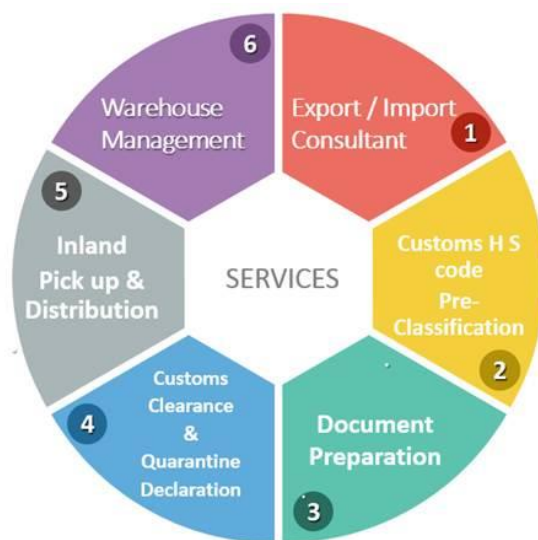 SERVICES
Export / Import
Consultant
1
Customs H S
code
Pre-
Classification
2
Document
Preparation
3
Customs
Clearance
&
Quarantine
Declaration
4
Inland
Pick up &
Distribution
5
Warehouse
Management
6